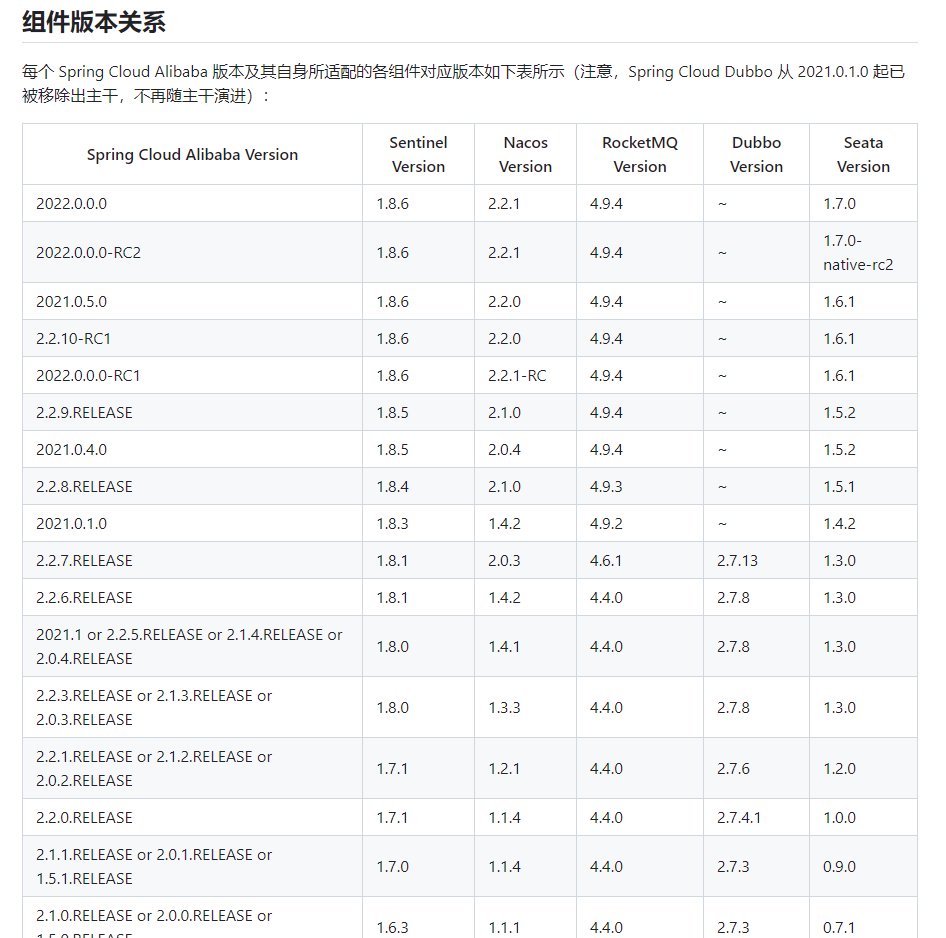 组件版本关系
每个 Spring Cloud Alibaba 版本及其自身所适配的各组件对应版本如下表所示（注意，Spring Cloud Dubbo 从 2021.0.1.0 起已
被移除出主干，不再随主干演进）：
Spring Cloud Alibaba Version Sentinel Version Nacos Version RocketMQ Version Dubbo Version Seata Version
2022.0.0.0 1.8.6 2.2.1 4.9.4 ~ 1.7.0
2022.0.0.0-RC2 1.8.6 2.2.1 4.9.4 ~ 1.7.0-native-rc2
2021.0.5.0 1.8.6 2.2.0 4.9.4 ~ 1.6.1
2.2.10-RC1 1.8.6 2.2.0 4.9.4 ~ 1.6.1
2022.0.0.0-RC1 1.8.6 2.2.1-RC 4.9.4 ~ 1.6.1
2.2.9.RELEASE 1.8.5 2.1.0 4.9.4 ~ 1.5.2
2021.0.4.0 1.8.5 2.0.4 4.9.4 ~ 1.5.2
2.2.8.RELEASE 1.8.4 2.1.0 4.9.3 ~ 1.5.1
2021.0.1.0 1.8.3 1.4.2 4.9.2 ~ 1.4.2
2.2.7.RELEASE 1.8.1 2.0.3 4.6.1 2.7.13 1.3.0
2.2.6.RELEASE 1.8.1 1.4.2 4.4.0 2.7.8 1.3.0
2021.1 or 2.2.5.RELEASE or 2.1.4.RELEASE or
2.0.4.RELEASE 1.8.0 1.4.1 4.4.0 2.7.8 1.3.0
2.2.3.RELEASE or 2.1.3.RELEASE or
2.0.3.RELEASE 1.8.0 1.3.3 4.4.0 2.7.8 1.3.0
2.2.1.RELEASE or 2.1.2.RELEASE or
2.0.2.RELEASE 1.7.1 1.2.1 4.4.0 2.7.6 1.2.0
2.2.0.RELEASE 1.7.1 1.1.4 4.4.0 2.7.4.1 1.0.0
2.1.1.RELEASE or 2.0.1.RELEASE or
1.5.1.RELEASE 1.7.0 1.1.4 4.4.0 2.7.3 0.9.0
2.1.0.RELEASE or 2.0.0.RELEASE or
1.6.3 1.1.1 4.4.0 2.7.3 0.7.1